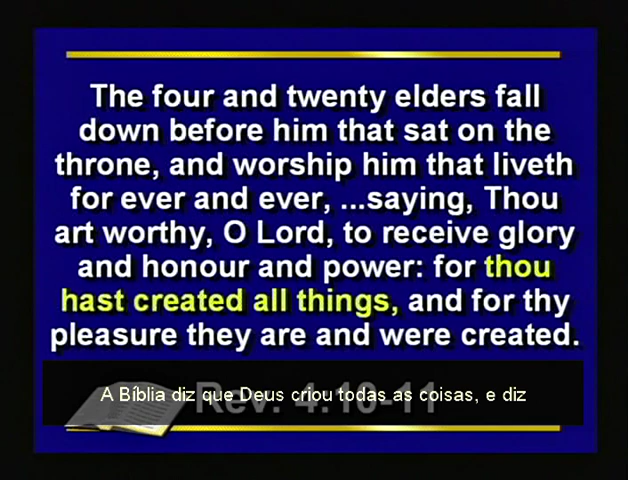 The four and twenty elders fall
down before him that sat on the
throne, and worship him that liveth
for ever and ever, ...saying, Thou
art worthy, O Lord, to receive glory
and honour and power: for thou
hast created all things, and for thy
pleasure they are and were created.
Rev. 4:10-11
A Bíblia diz que Deus criou todas as coisas, e diz